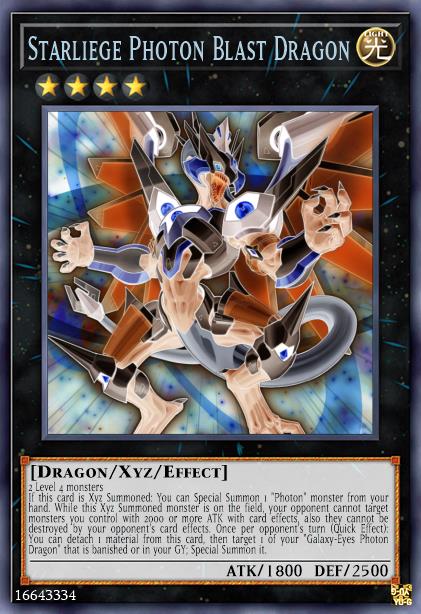 STARLIEGE PHOTON BLAST DRAGON
LIGHT
光
[DRAGON/XYZ/EFFECT]
2 Level 4 monsters
If this card is Xyz Summoned: You can Special Summon 1 "Photon" monster from your
hand. While this Xyz Summoned monster is on the field, your opponent cannot target
monsters you control with 2000 or more ATK with card effects, also they cannot be
destroyed by your opponent's card effects. Once per opponent's turn (Quick Effect):
You can detach 1 material from this card, then target 1 of your "Galaxy-Eyes Photon
Dragon" that is banished or in your GY; Special Summon it.
ATK/1800 DEF/2500
16643334